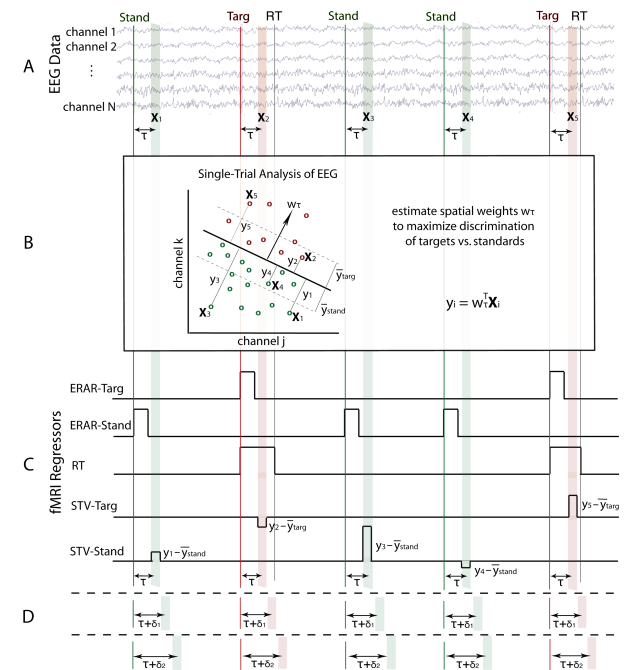 Stand Targ RT Stand Stand Targ RT
A
EEG Data
channel 1
channel 2
⋮
channel N
X1 X2 X3 X4 X5
τ τ τ τ τ
B
Single-Trial Analysis of EEG
X5
wτ
y5
y2 X2
y4
y3 X4 y1
ȳtarg
ȳstand
X3 X1
channel k
channel j
estimate spatial weights wτ
to maximize discrimination
of targets vs. standards
yi = wτᵀXi
C
fMRI Regressors
ERAR-Targ
ERAR-Stand
RT
STV-Targ
y2−ȳtarg
y5−ȳtarg
STV-Stand
y1−ȳstand
y3−ȳstand
y4−ȳstand
τ τ τ τ τ
D
τ+δ1 τ+δ1 τ+δ1 τ+δ1 τ+δ1
τ+δ2 τ+δ2 τ+δ2 τ+δ2 τ+δ2